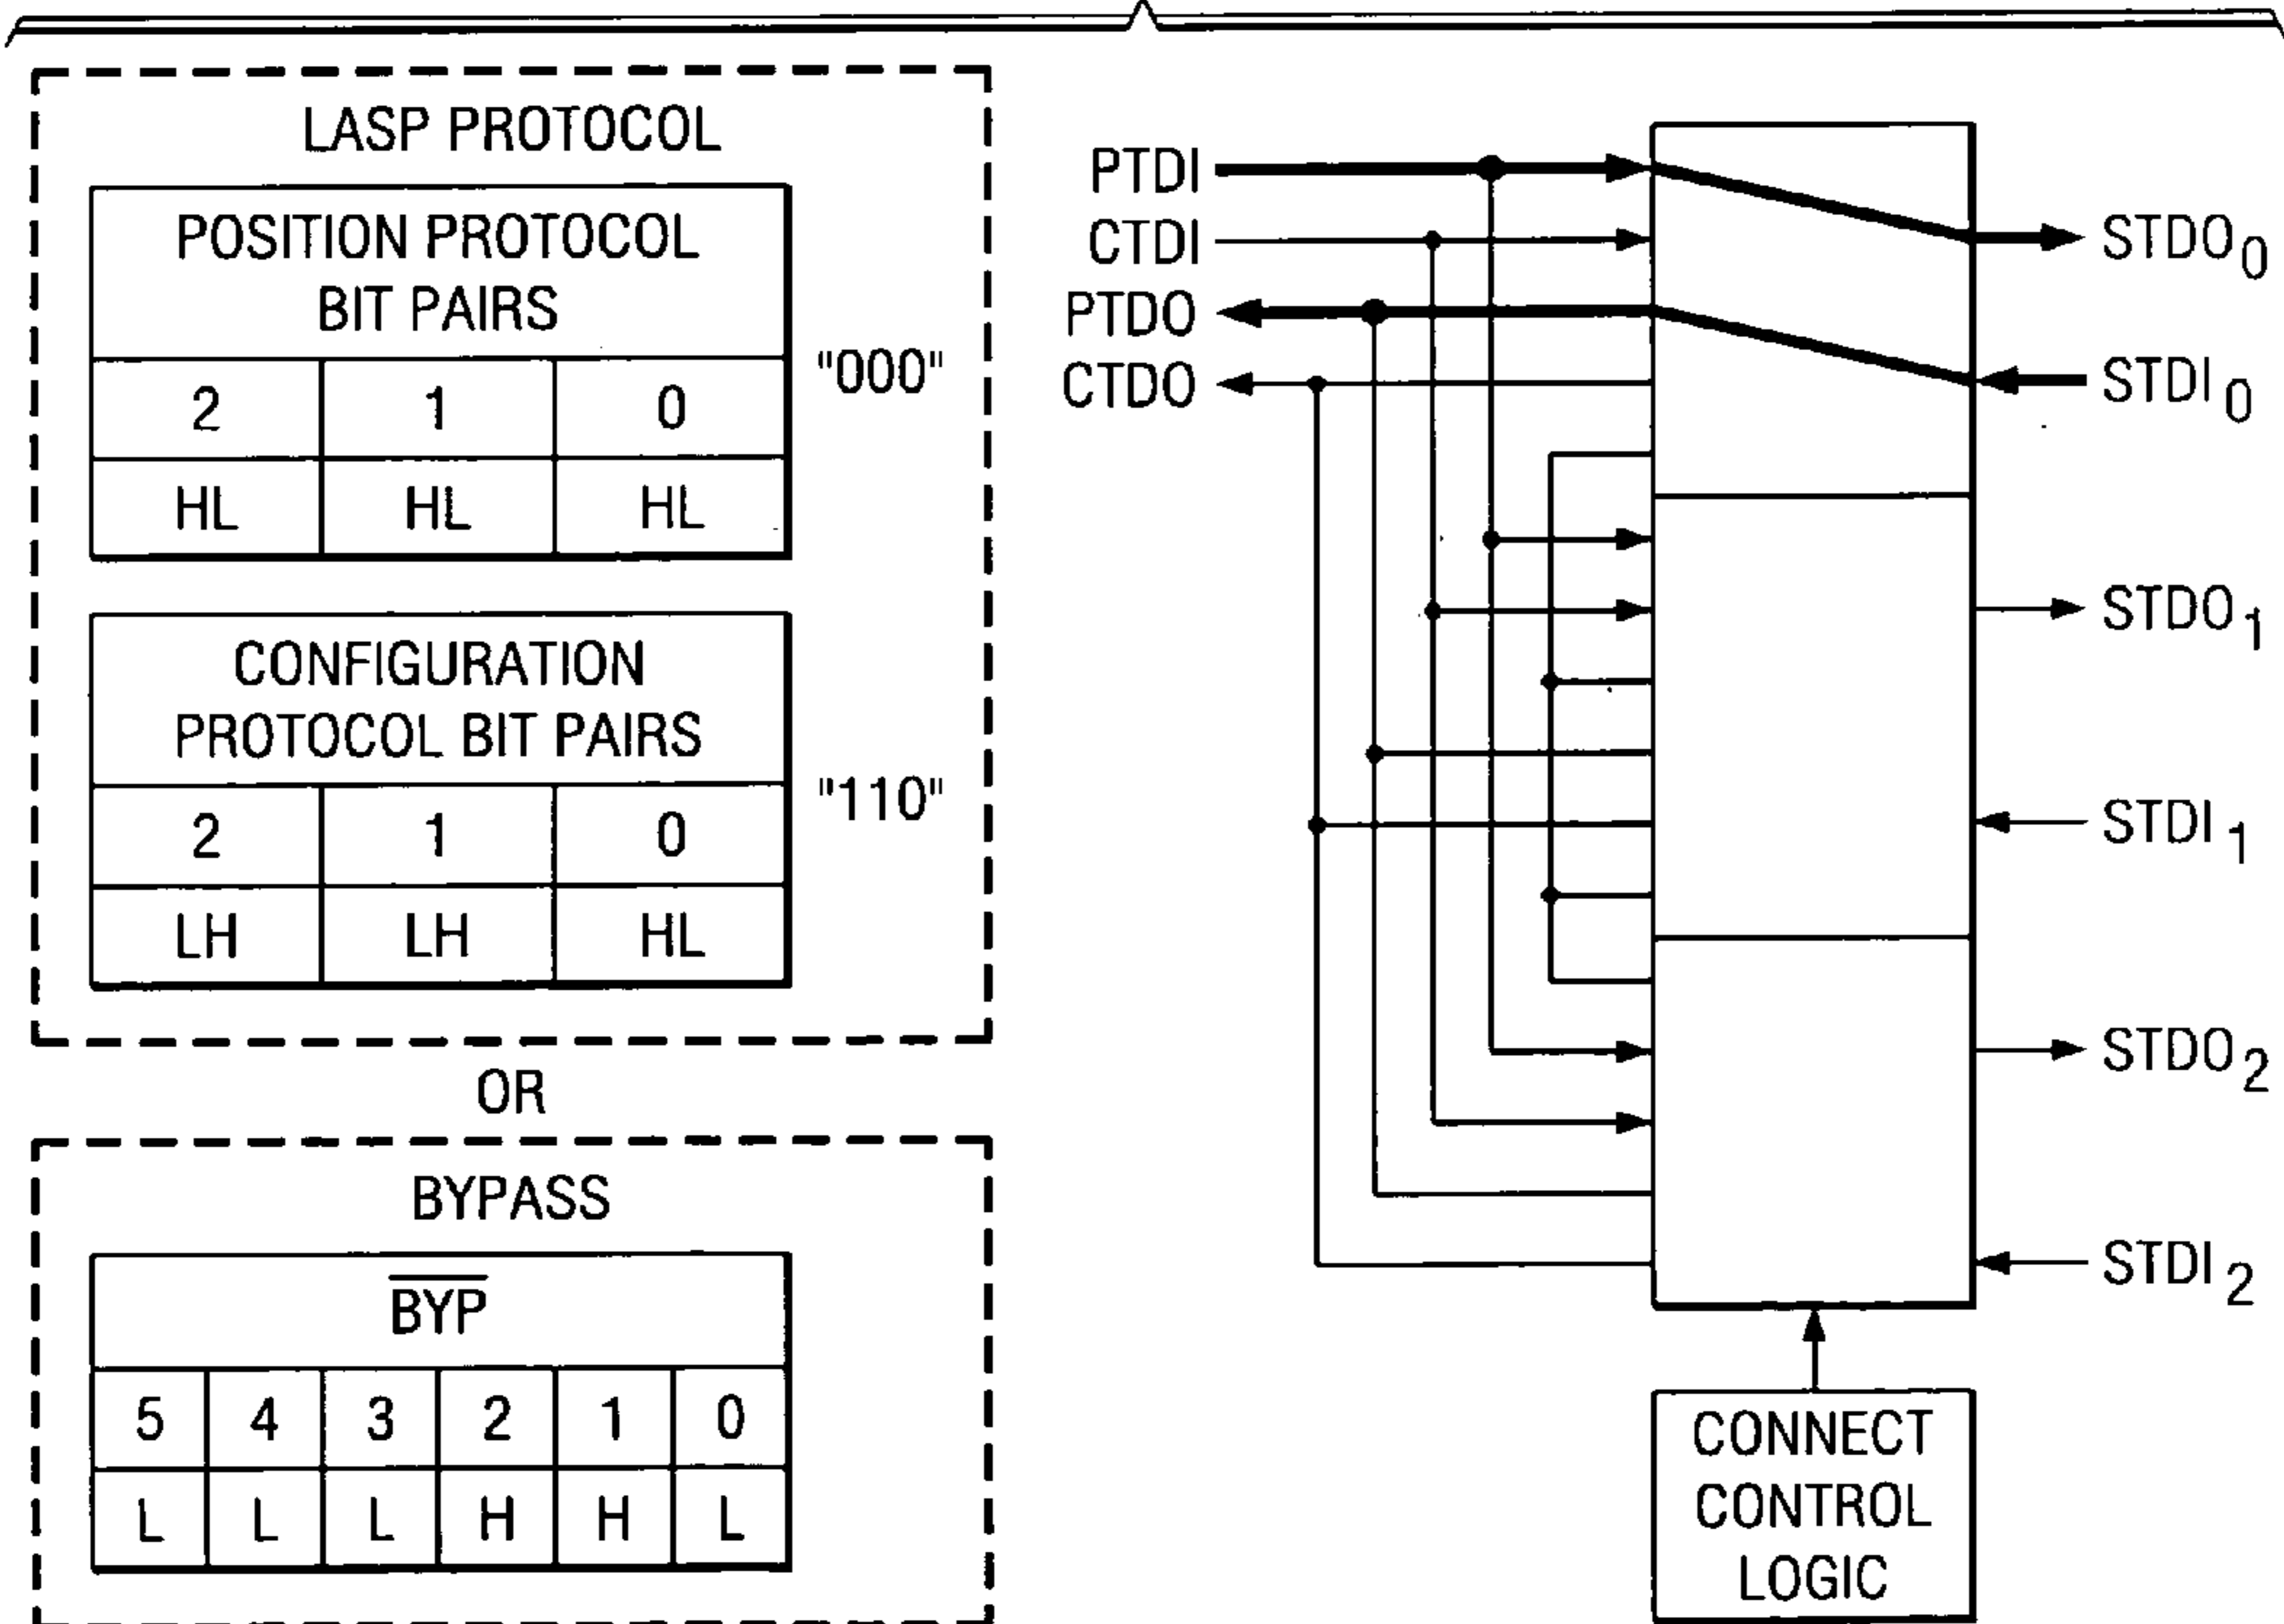 LASP PROTOCOL
POSITION PROTOCOL
BIT PAIRS
2 1 0
HL HL HL
"000"
CONFIGURATION
PROTOCOL BIT PAIRS
2 1 0
LH LH HL
"110"
OR
BYPASS
BYP
5 4 3 2 1 0
L L L H H L
PTDI
CTDI
PTDO
CTDO
STDO0
STDI0
STDO1
STDI1
STDO2
STDI2
CONNECT
CONTROL
LOGIC